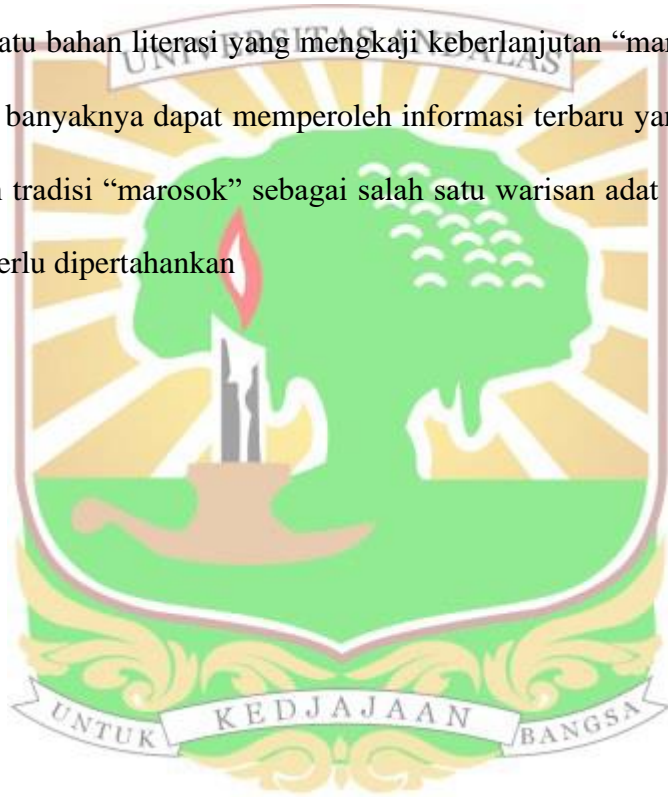 atu bahan literasi yang mengkaji keberlanjutan “mar
UNIVERSITAS ANDALAS
banyaknya dapat memperoleh informasi terbaru yan
n tradisi “marosok” sebagai salah satu warisan adat
erlu dipertahankan
UNTUK KEDJAJAAN BANGSA